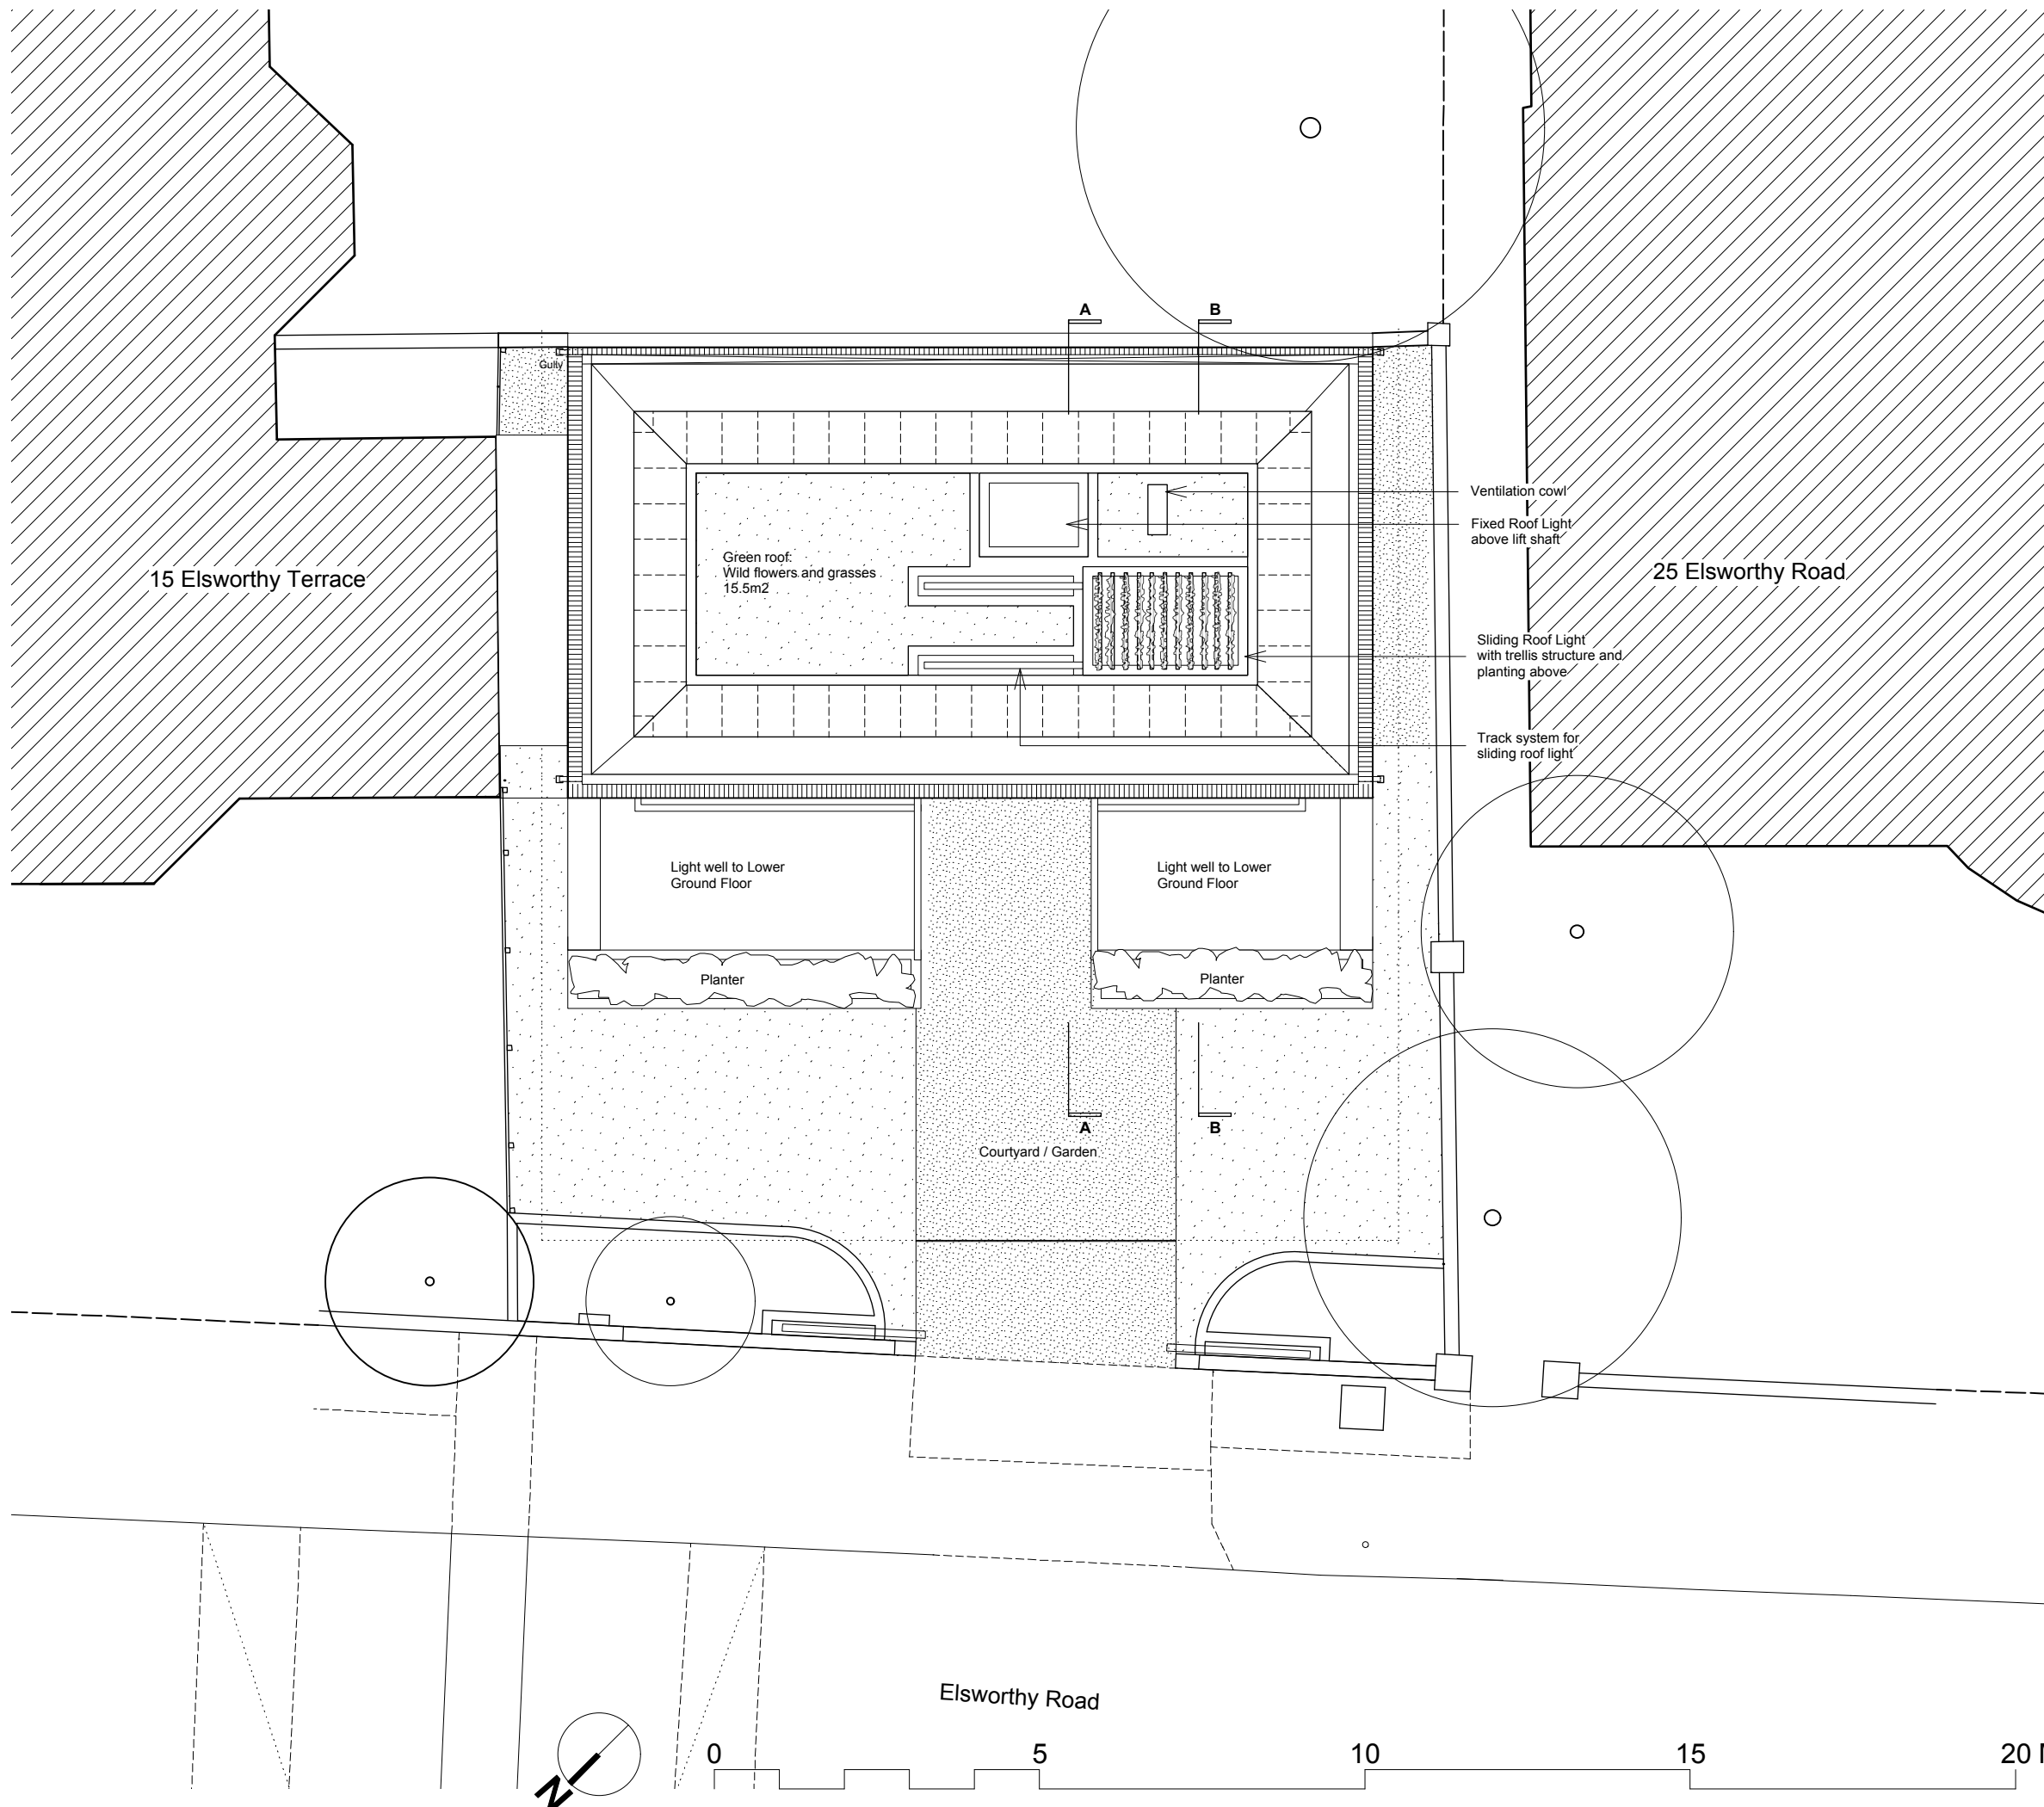 A
B
Gully
Ventilation cowl
Fixed Roof Light
above lift shaft
Green roof:
Wild flowers and grasses
15.5m2
15 Elsworthy Terrace
25 Elsworthy Road
Sliding Roof Light
with trellis structure and
planting above
Track system for
sliding roof light
Light well to Lower
Ground Floor
Light well to Lower
Ground Floor
Planter
Planter
A
B
Courtyard / Garden
Elsworthy Road
N
0
5
10
15
20